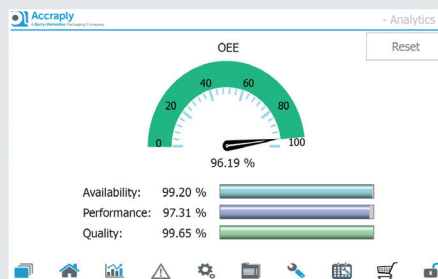 Accraply
A Barry-Wehmiller Packaging Company
- Analytics
OEE
Reset
40 60
20 80
0 100
96.19 %
Availability: 99.20 %
Performance: 97.31 %
Quality: 99.65 %